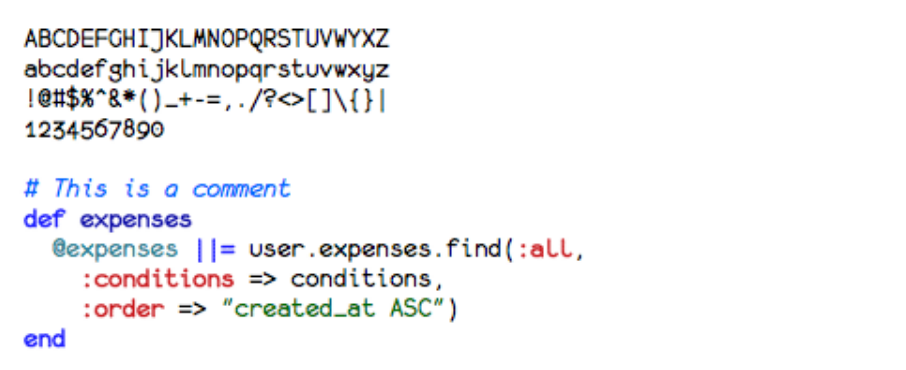 ABCDEFGHIJKLMNOPQRSTUVWYXZ
abcdefghijklmnopqrstuvwxyz
!@#$%^&*()_+-=,./?<>[]\{}|
1234567890

# This is a comment
def expenses
  @expenses ||= user.expenses.find(:all,
    :conditions => conditions,
    :order => "created_at ASC")
end